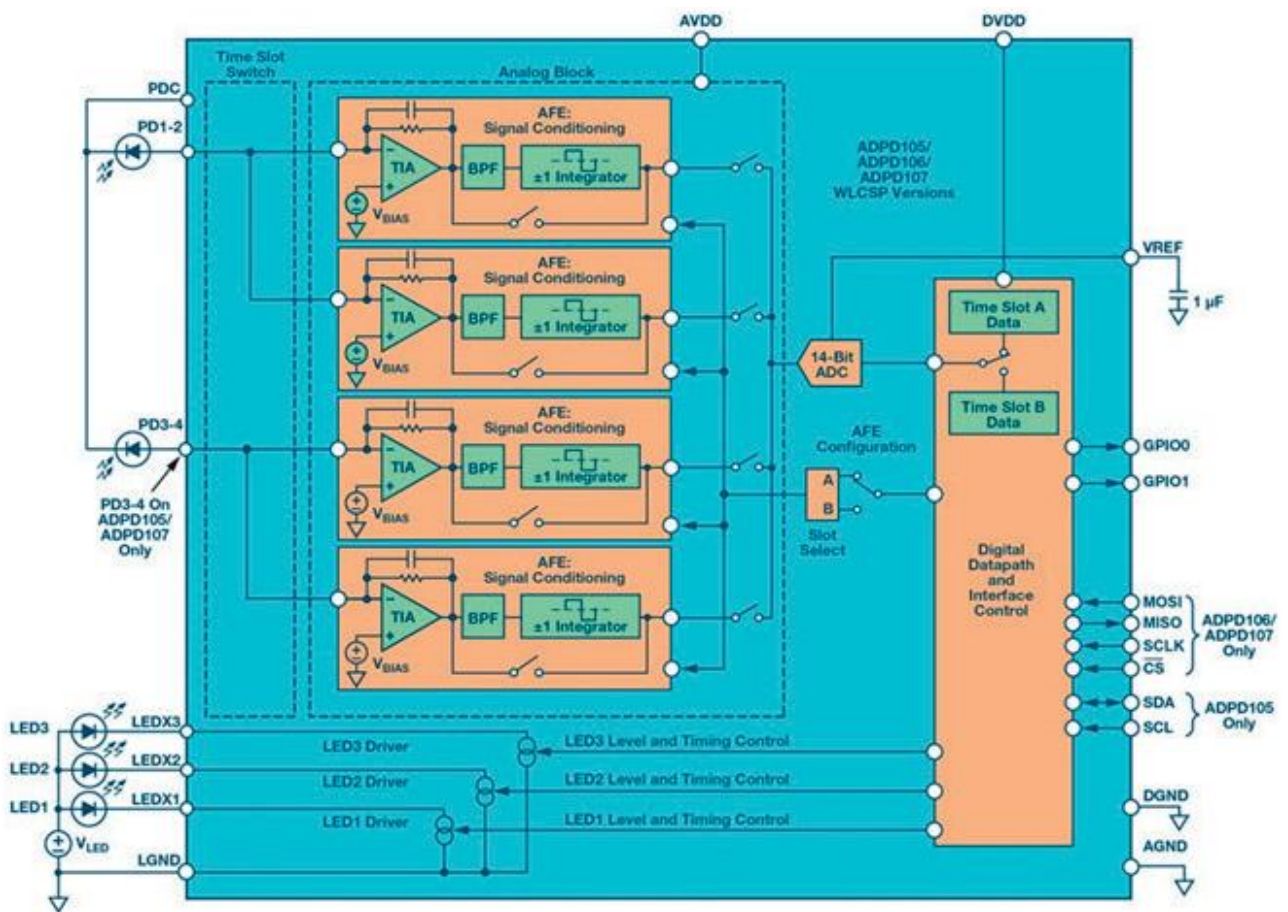 AVDD
DVDD
Time Slot
Switch
Analog Block
PDC
PD1-2
AFE:
Signal Conditioning
TIA
BPF
±1 Integrator
VBIAS
ADPD105/
ADPD106/
ADPD107
WLCSP Versions
AFE:
Signal Conditioning
TIA
BPF
±1 Integrator
VBIAS
VREF
1 µF
Time Slot A
Data
14-Bit
ADC
Time Slot B
Data
PD3-4
PD3-4 On
ADPD105/
ADPD107
Only
AFE:
Signal Conditioning
TIA
BPF
±1 Integrator
VBIAS
AFE
Configuration
A
B
Slot
Select
GPIO0
GPIO1
Digital
Datapath
and
Interface
Control
AFE:
Signal Conditioning
TIA
BPF
±1 Integrator
VBIAS
MOSI
MISO
SCLK
CS
ADPD106/
ADPD107
Only
SDA
SCL
ADPD105
Only
LED3
LEDX3
LED3 Driver
LED3 Level and Timing Control
LED2
LEDX2
LED2 Driver
LED2 Level and Timing Control
LED1
LEDX1
LED1 Driver
LED1 Level and Timing Control
VLED
LGND
DGND
AGND